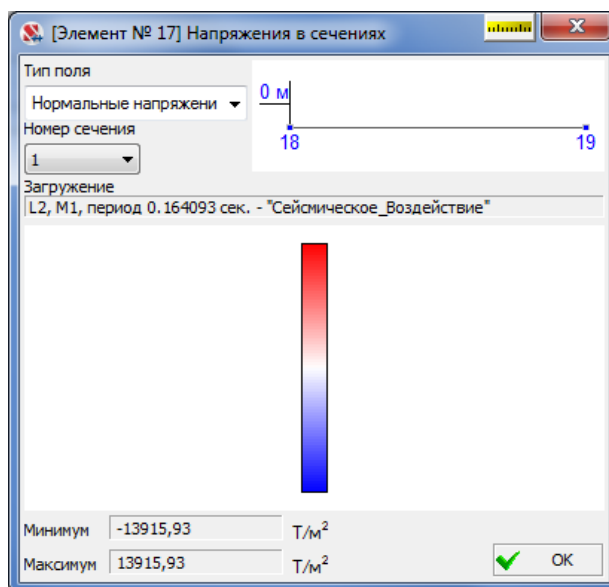 [Элемент № 17] Напряжения в сечениях
Тип поля
Нормальные напряжени
0 м
18 19
Номер сечения
1
Загружение
L2, M1, период 0.164093 сек. - "Сейсмическое_Воздействие"
Минимум -13915,93 Т/м²
Максимум 13915,93 Т/м²
OK